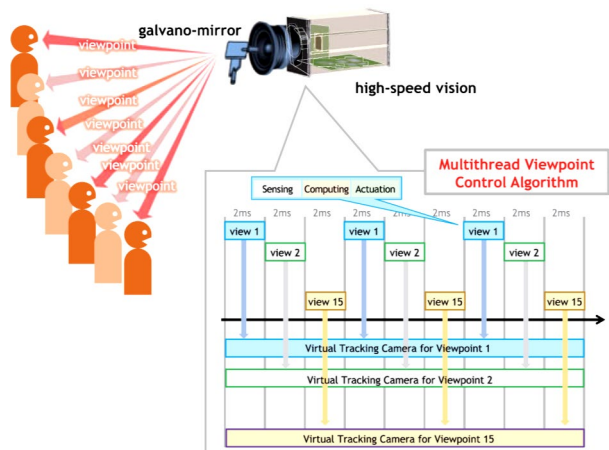 galvano-mirror
high-speed vision
viewpoint
viewpoint
viewpoint
viewpoint
viewpoint
viewpoint
viewpoint
Multithread Viewpoint
Control Algorithm
Sensing Computing Actuation
2ms 2ms 2ms 2ms 2ms 2ms 2ms 2ms 2ms
view 1 view 1 view 1
view 2 view 2 view 2
view 15 view 15 view 15
Virtual Tracking Camera for Viewpoint 1
Virtual Tracking Camera for Viewpoint 2
Virtual Tracking Camera for Viewpoint 15